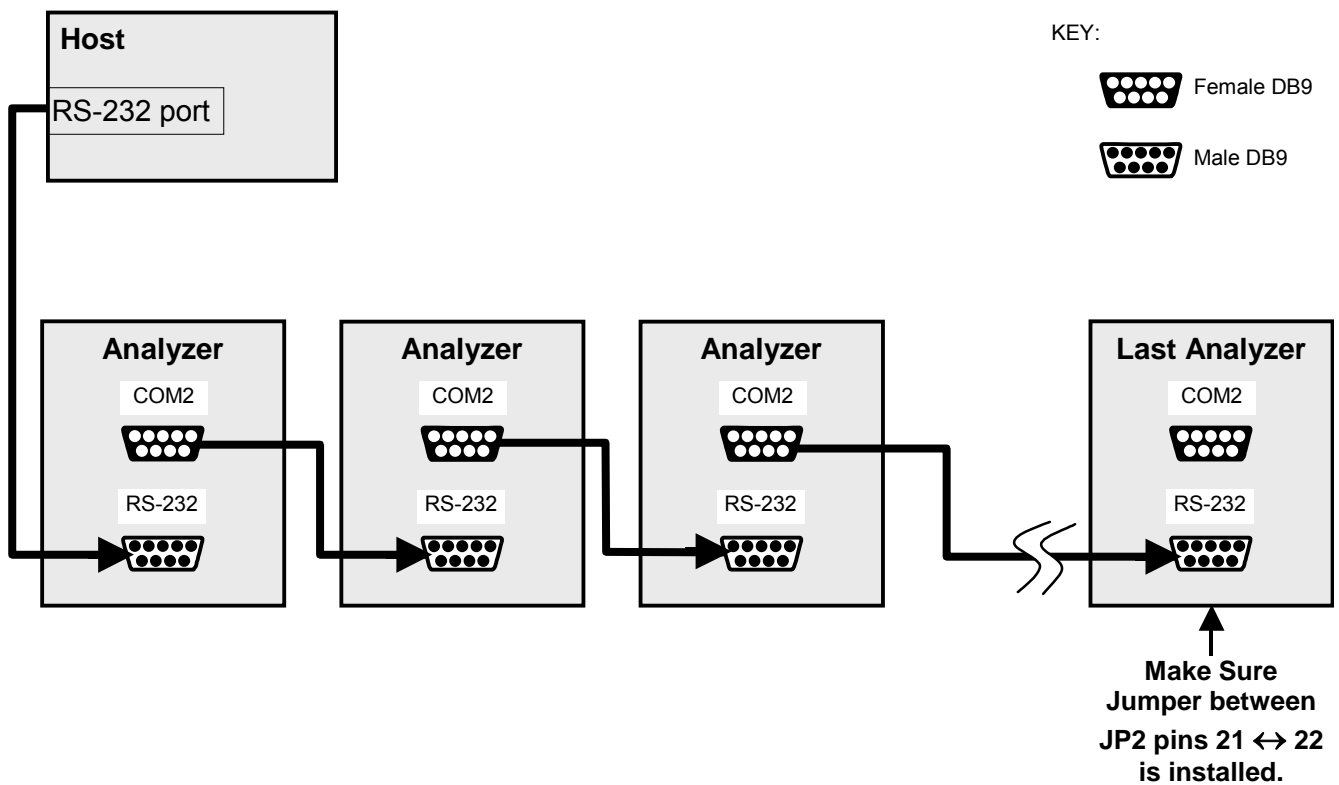 Host
RS-232 port
KEY:
Female DB9
Male DB9
Analyzer
COM2
RS-232
Analyzer
COM2
RS-232
Analyzer
COM2
RS-232
Last Analyzer
COM2
RS-232
Make Sure
Jumper between
JP2 pins 21 ↔ 22
is installed.